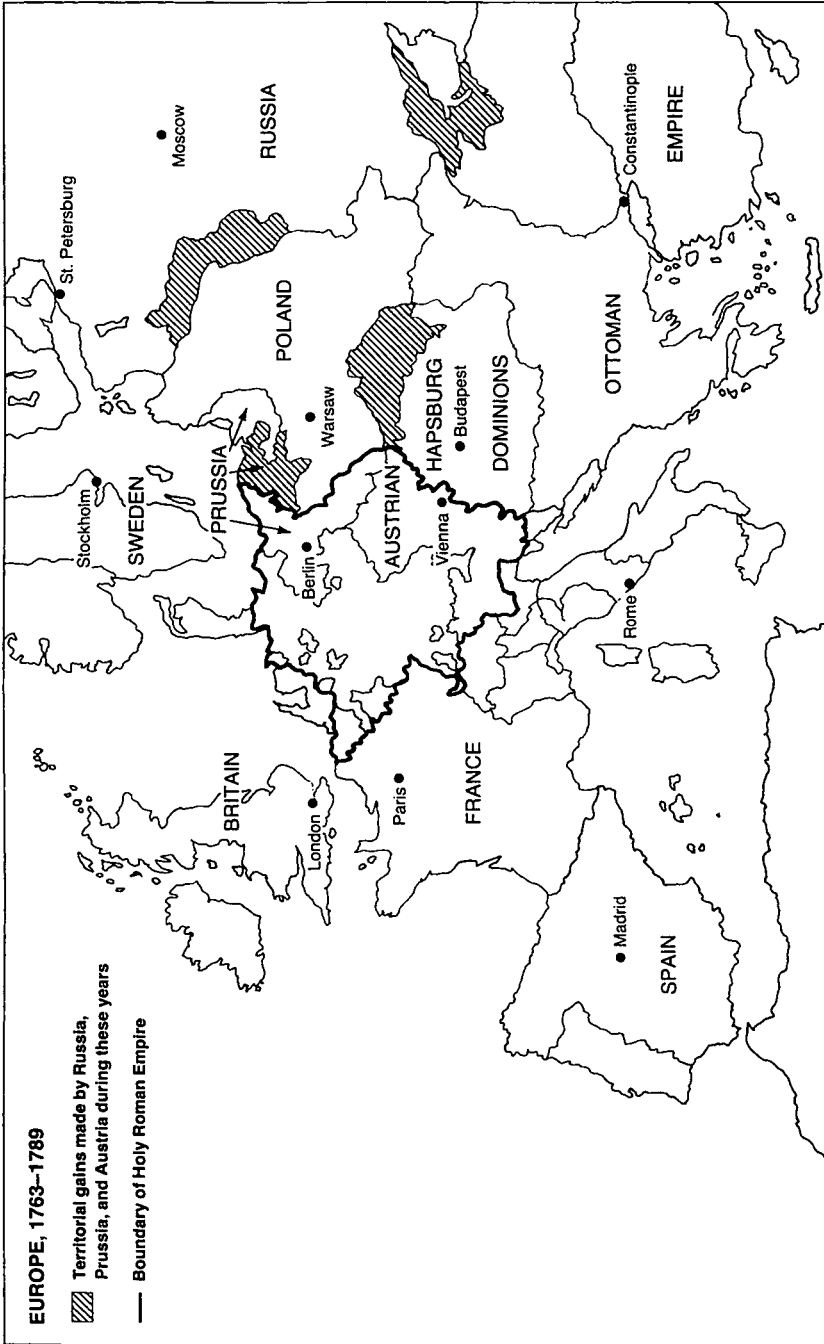 EUROPE, 1763–1789
Territorial gains made by Russia,
Prussia, and Austria during these years
Boundary of Holy Roman Empire
St. Petersburg
Moscow
RUSSIA
Stockholm
SWEDEN
PRUSSIA
POLAND
Warsaw
Berlin
BRITAIN
London
Paris
FRANCE
AUSTRIAN
HAPSBURG
Vienna
Budapest
DOMINIONS
Madrid
SPAIN
Rome
OTTOMAN
Constantinople
EMPIRE